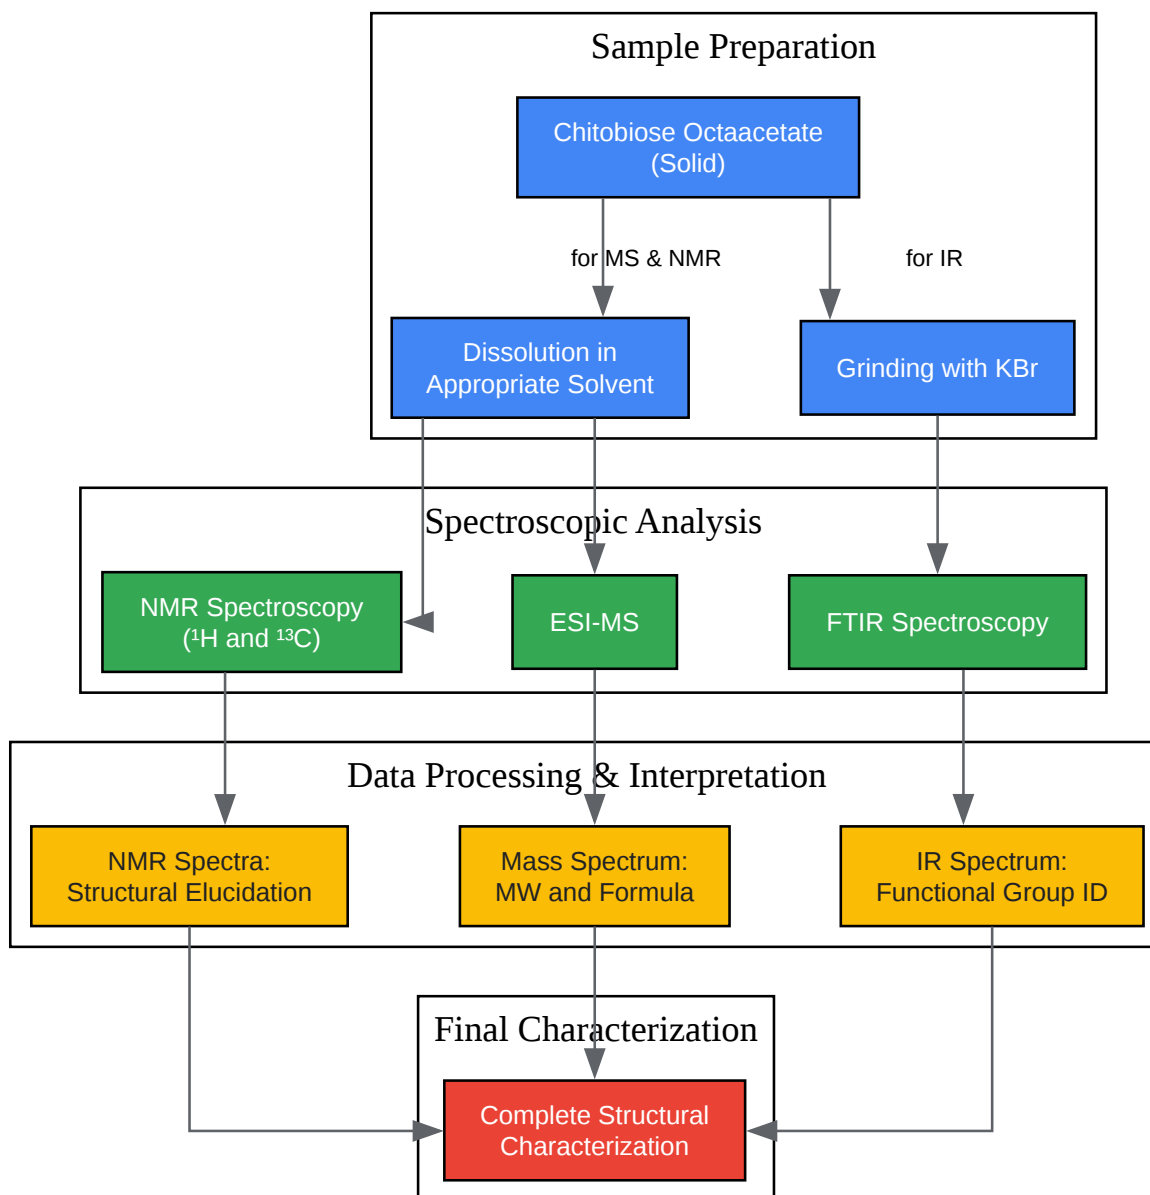 Sample Preparation
Chitobiose Octaacetate
(Solid)
for MS & NMR
for IR
Dissolution in
Appropriate Solvent
Grinding with KBr
Spectroscopic Analysis
NMR Spectroscopy
(¹H and ¹³C)
ESI-MS
FTIR Spectroscopy
Data Processing & Interpretation
NMR Spectra:
Structural Elucidation
Mass Spectrum:
MW and Formula
IR Spectrum:
Functional Group ID
Final Characterization
Complete Structural
Characterization